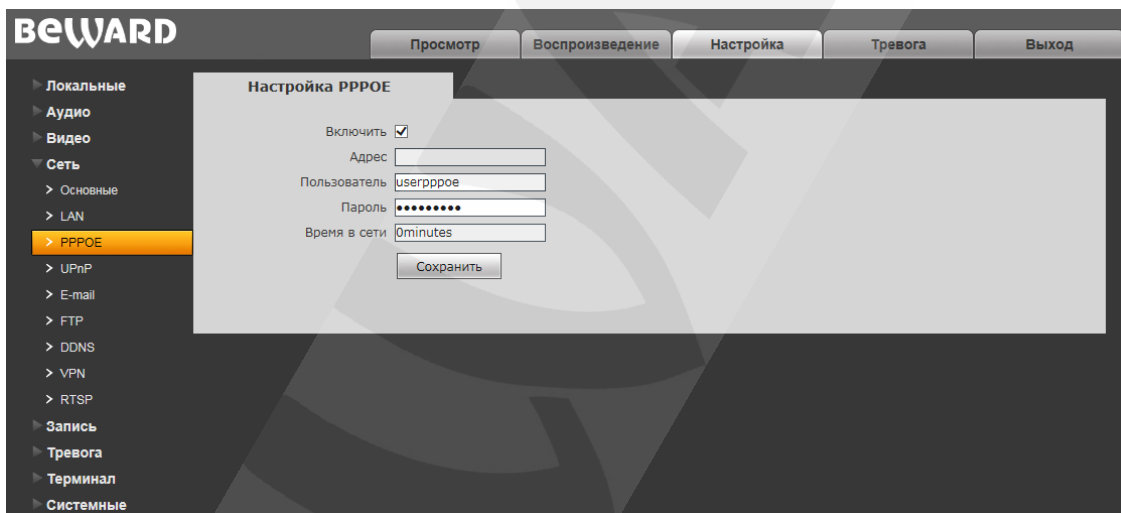 BEWARD
Просмотр
Воспроизведение
Настройка
Тревога
Выход
Локальные
Аудио
Видео
Сеть
Основные
LAN
PPPOE
UPnP
E-mail
FTP
DDNS
VPN
RTSP
Запись
Тревога
Терминал
Системные
Настройка PPPOE
Включить
Адрес
Пользователь userpppoe
Пароль •••••••••
Время в сети 0minutes
Сохранить